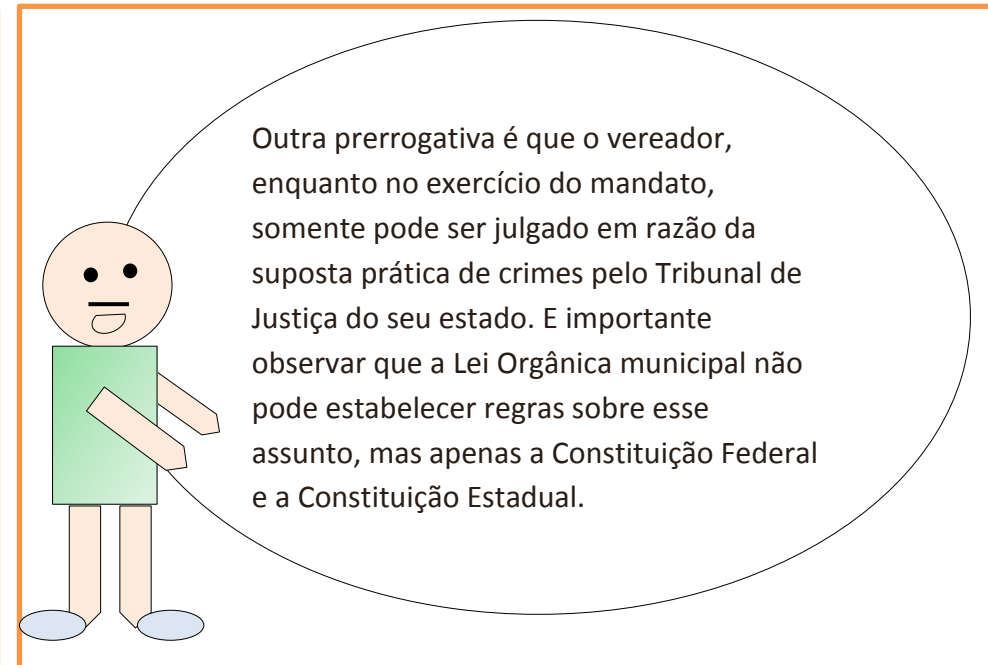 Outra prerrogativa é que o vereador,
enquanto no exercício do mandato,
somente pode ser julgado em razão da
suposta prática de crimes pelo Tribunal de
Justiça do seu estado. E importante
observar que a Lei Orgânica municipal não
pode estabelecer regras sobre esse
assunto, mas apenas a Constituição Federal
e a Constituição Estadual.